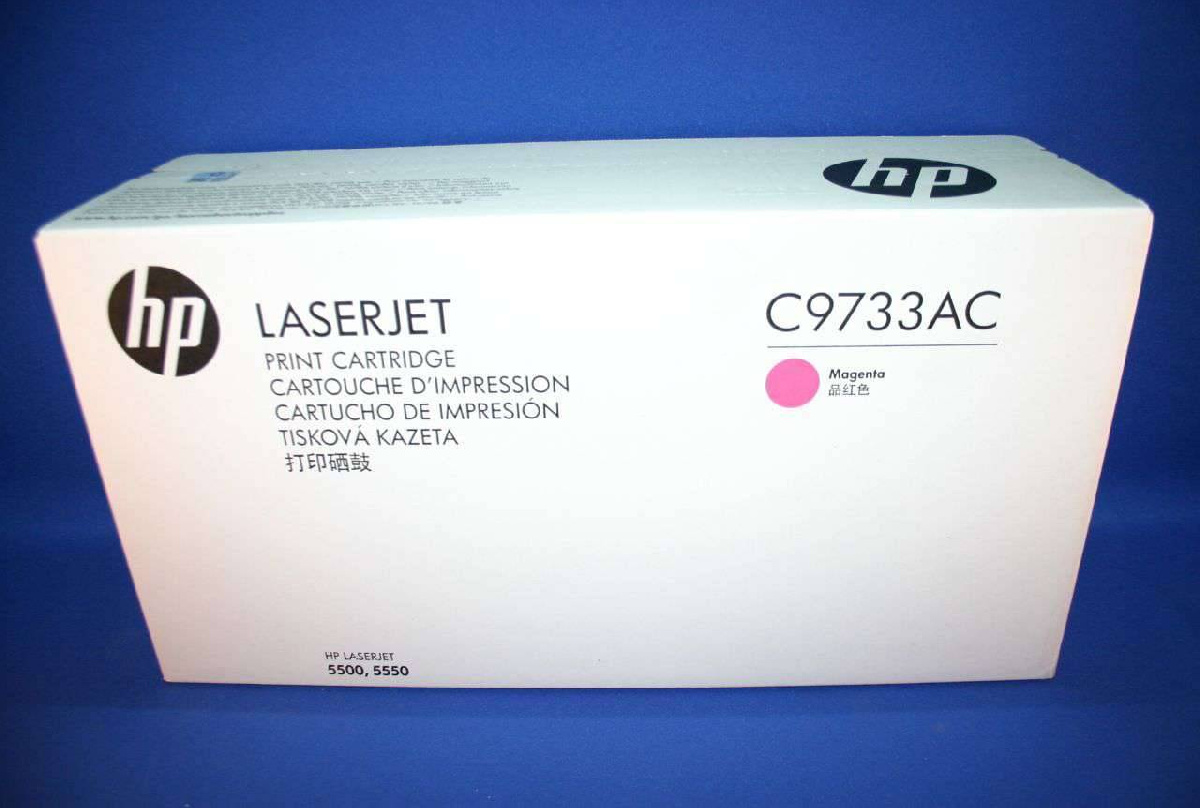 hp
hp
LASERJET
PRINT CARTRIDGE
CARTOUCHE D'IMPRESSION
CARTUCHO DE IMPRESIÓN
TISKOVÁ KAZETA
打印硒鼓
C9733AC
Magenta
品红色
HP LASERJET
5500, 5550